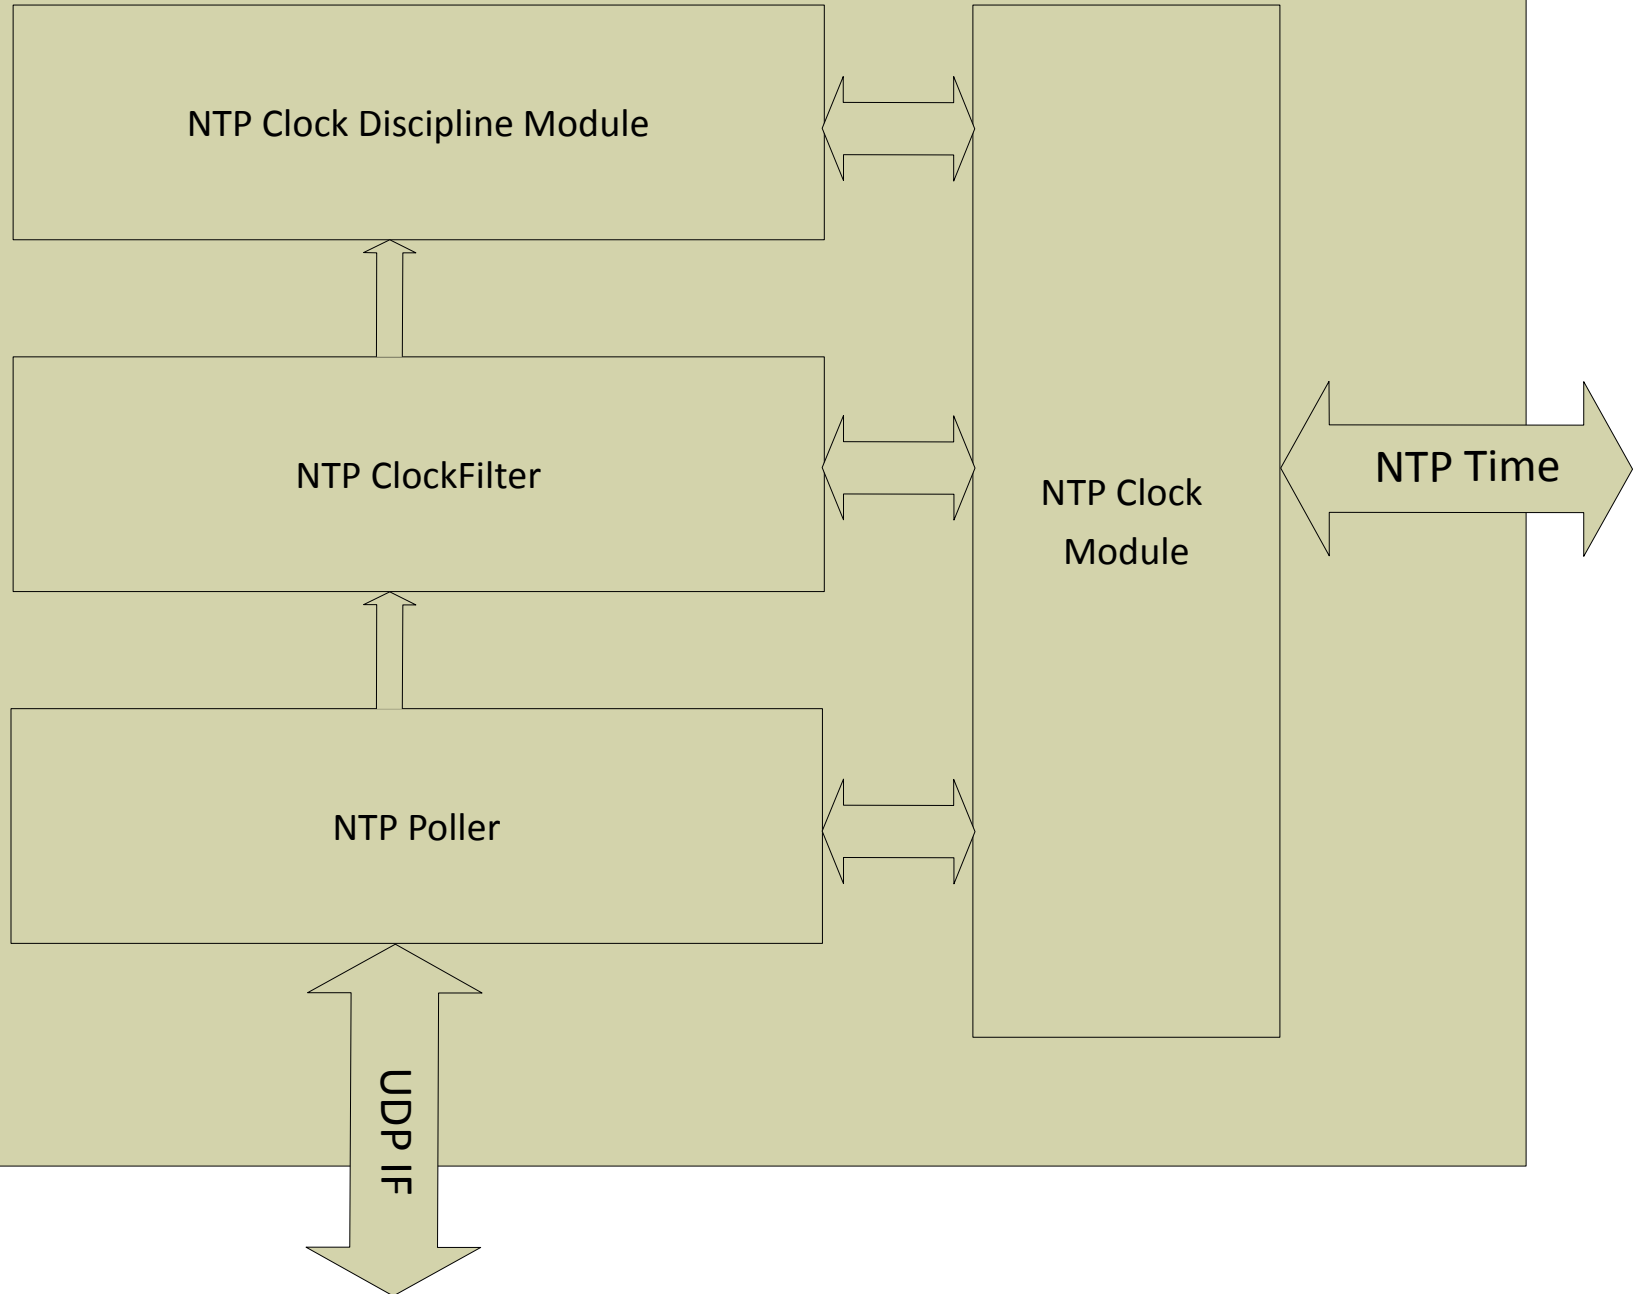 NTP Clock Discipline Module
NTP ClockFilter
NTP Clock
Module
NTP Time
NTP Poller
UDP IF